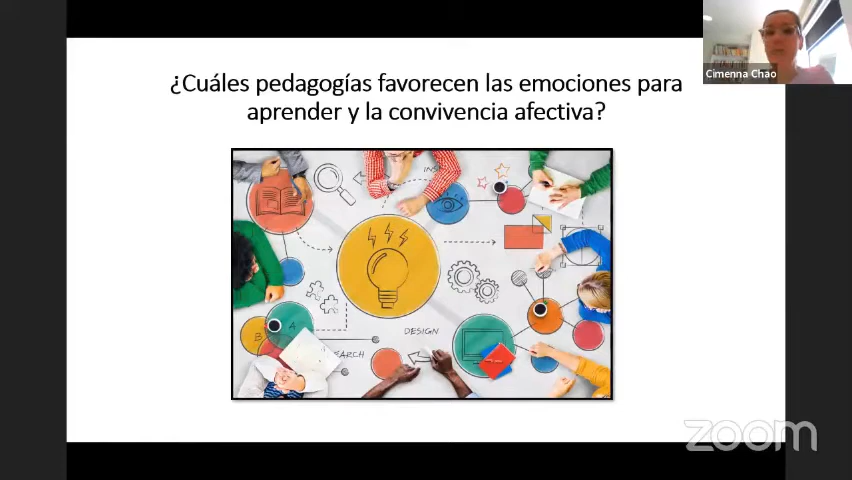 Cimenna Chao
¿Cuáles pedagogías favorecen las emociones para
aprender y la convivencia afectiva?
A
B
DESIGN
zoom